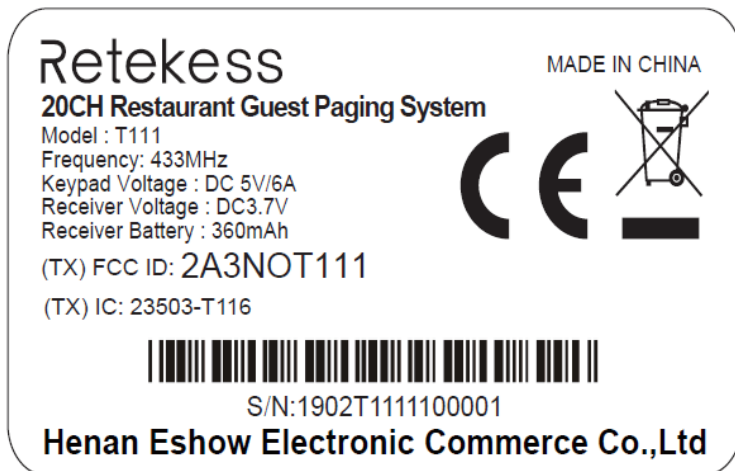 Retekess
MADE IN CHINA
20CH Restaurant Guest Paging System
Model : T111
Frequency: 433MHz
Keypad Voltage : DC 5V/6A
Receiver Voltage : DC3.7V
Receiver Battery : 360mAh
CE
(TX) FCC ID: 2A3NOT111
(TX) IC: 23503-T116
S/N:1902T1111100001
Henan Eshow Electronic Commerce Co.,Ltd